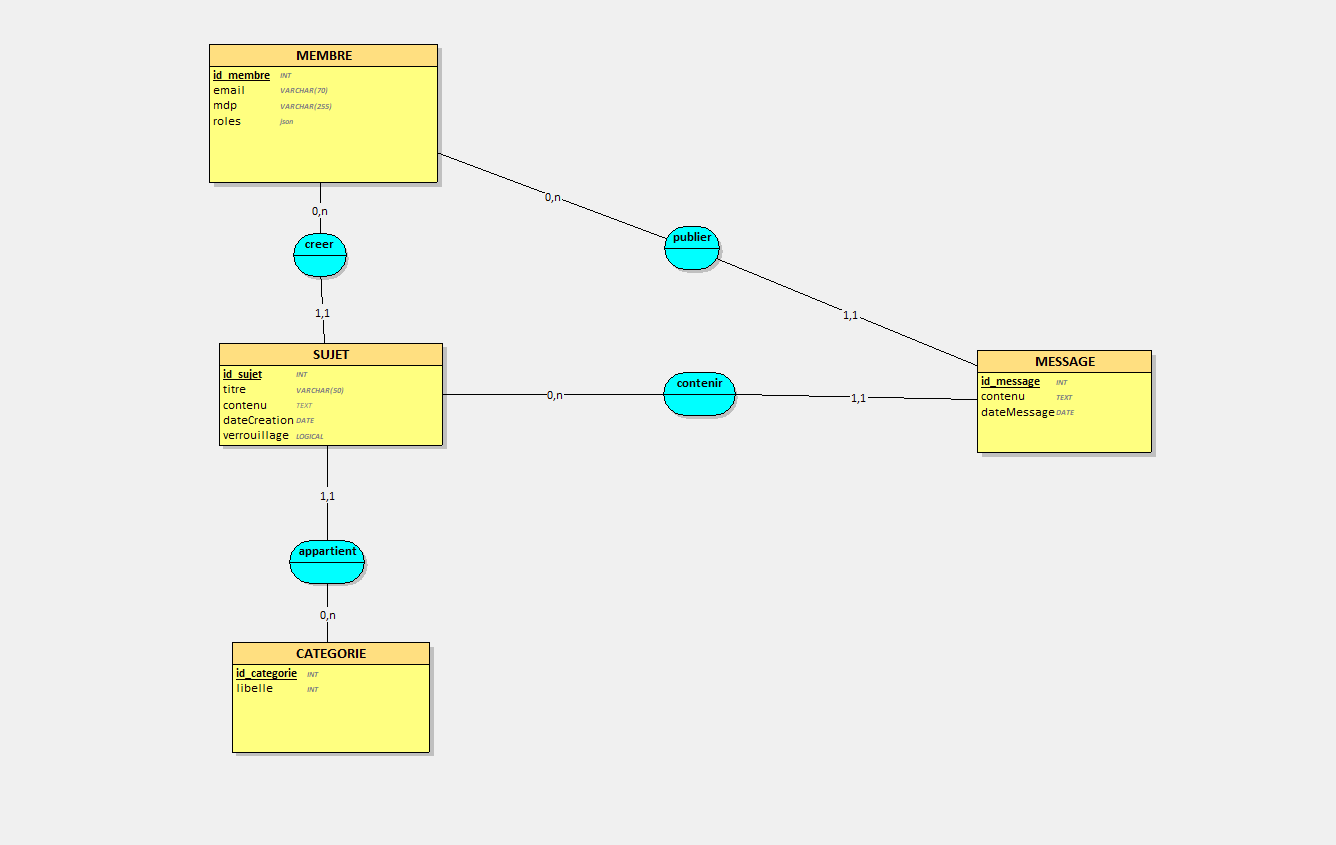 MEMBRE
id_membre INT
email VARCHAR(70)
mdp VARCHAR(255)
roles json
0,n
creer
1,1
0,n
publier
1,1
SUJET
id_sujet INT
titre VARCHAR(50)
contenu TEXT
dateCreation DATE
verrouillage LOGICAL
0,n
contenir
1,1
MESSAGE
id_message INT
contenu TEXT
dateMessage DATE
1,1
appartient
0,n
CATEGORIE
id_categorie INT
libelle INT